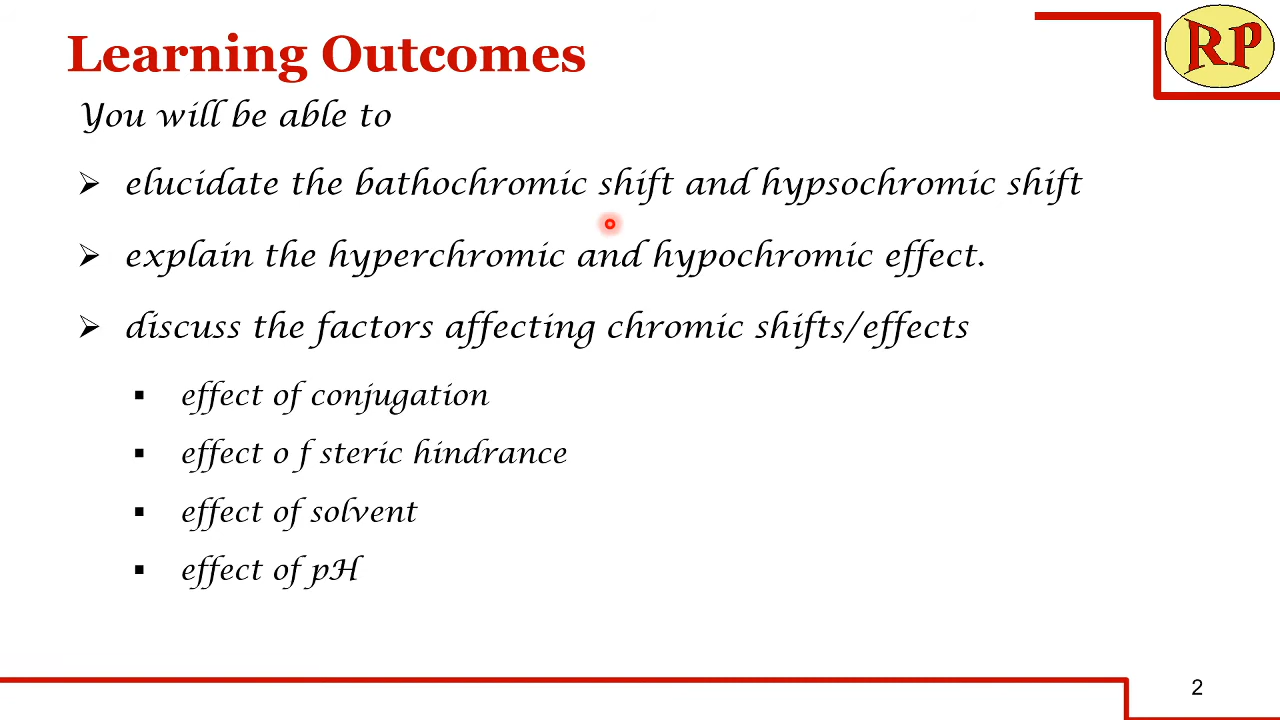 Learning Outcomes
RP
You will be able to
elucidate the bathochromic shift and hypsochromic shift
explain the hyperchromic and hypochromic effect.
discuss the factors affecting chromic shifts/effects
effect of conjugation
effect o f steric hindrance
effect of solvent
effect of pH
2